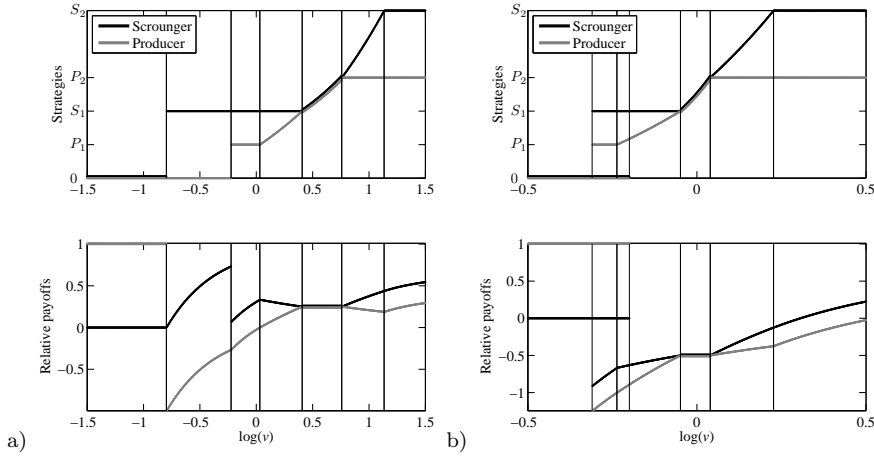 S₂
P₂
S₁
P₁
0
Strategies
Scrounger
Producer
−1.5 −1 −0.5 0 0.5 1 1.5
S₂
P₂
S₁
P₁
0
Strategies
Scrounger
Producer
−0.5 0 0.5
1
0.5
0
−0.5
Relative payoffs
−1.5 −1 −0.5 0 0.5 1 1.5
log(v)
a)
1
0.5
0
−0.5
−1
Relative payoffs
−0.5 0 0.5
log(v)
b)